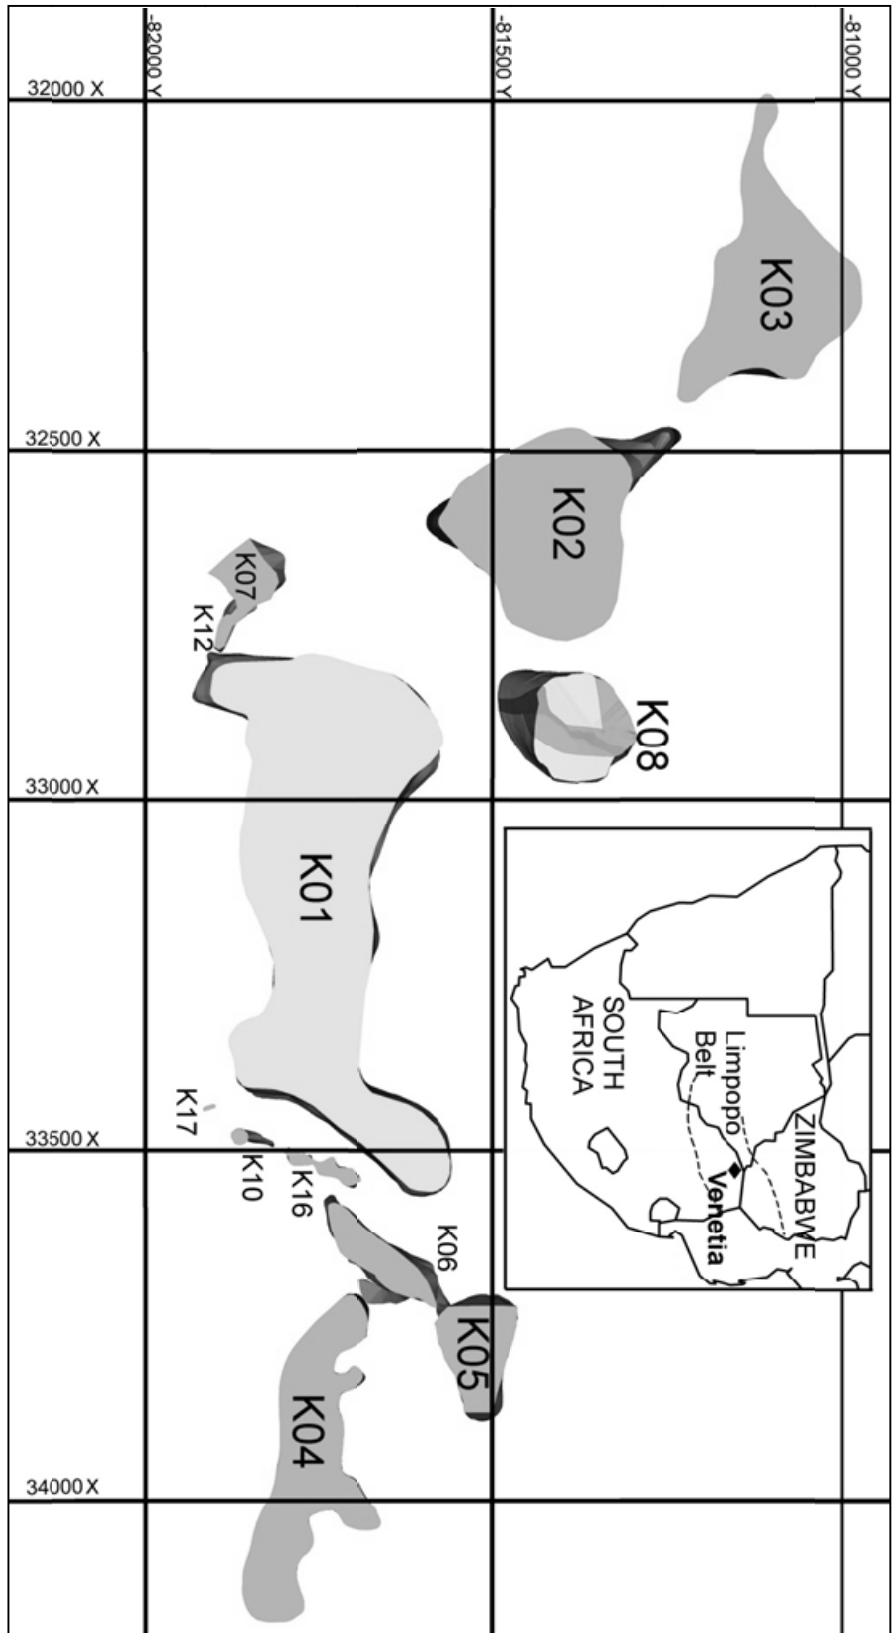 -82000 Y
-81500 Y
-81000 Y
32000 X
32500 X
33000 X
33500 X
34000 X
K03
K02
K07
K12
K08
K01
K17
K10
K16
K06
K05
K04
SOUTH
AFRICA
Limpopo
Belt
ZIMBABWE
Venetia